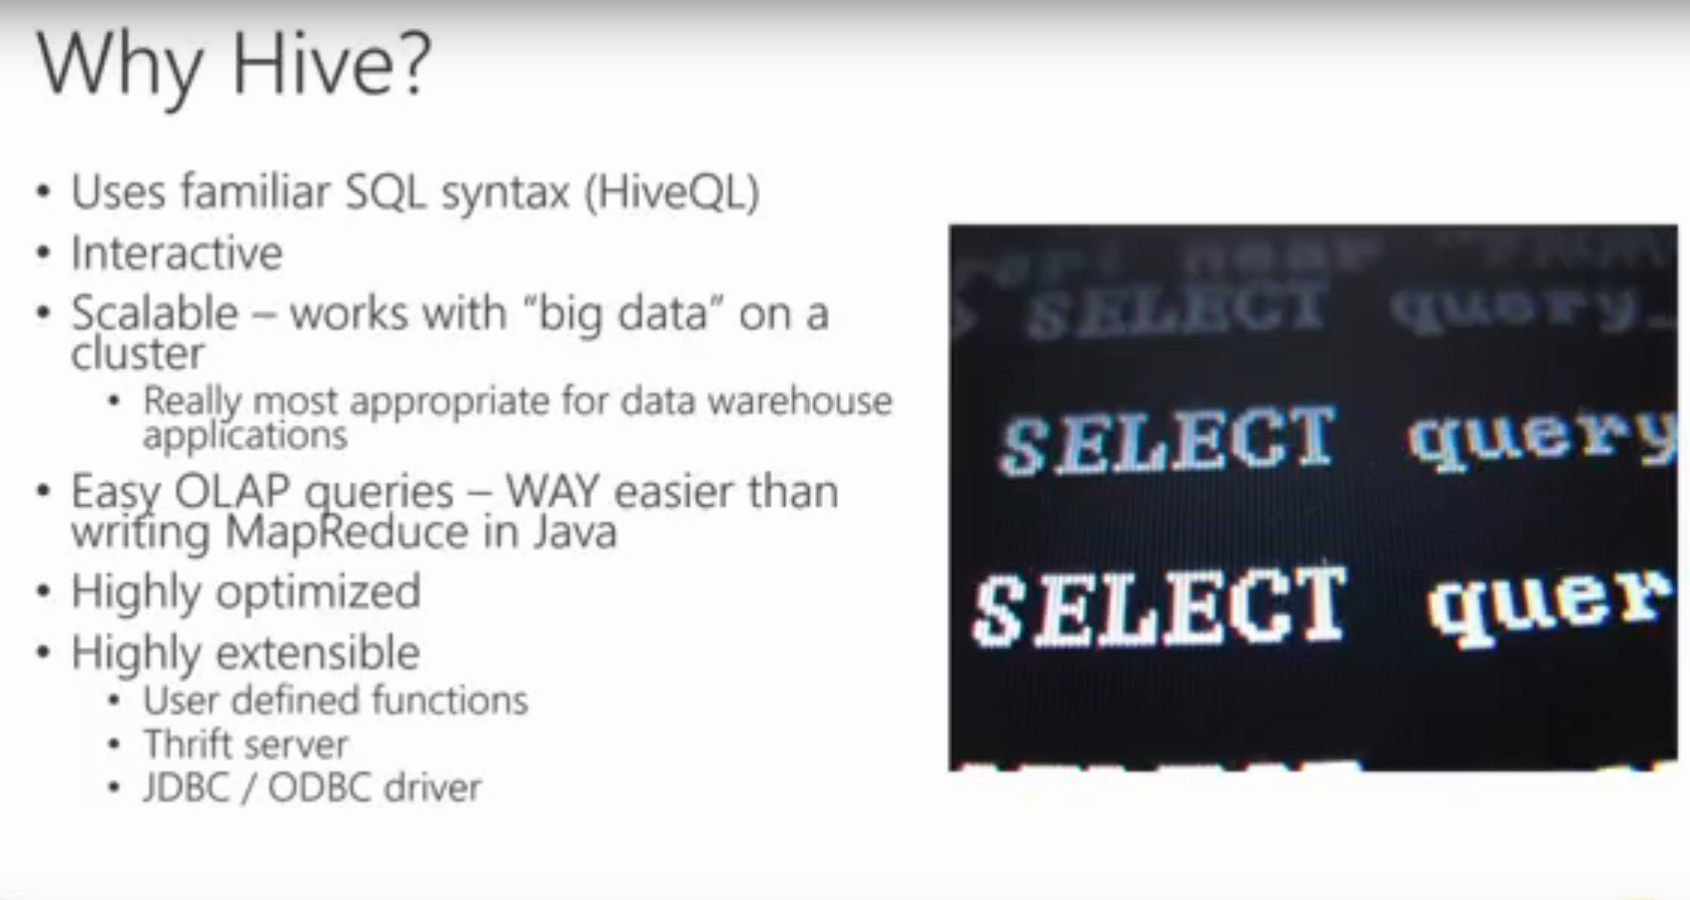 Why Hive?
• Uses familiar SQL syntax (HiveQL)
• Interactive
• Scalable – works with “big data” on a
cluster
• Really most appropriate for data warehouse
applications
• Easy OLAP queries – WAY easier than
writing MapReduce in Java
• Highly optimized
• Highly extensible
• User defined functions
• Thrift server
• JDBC / ODBC driver
near
> SELECT query_
SELECT query
SELECT quer